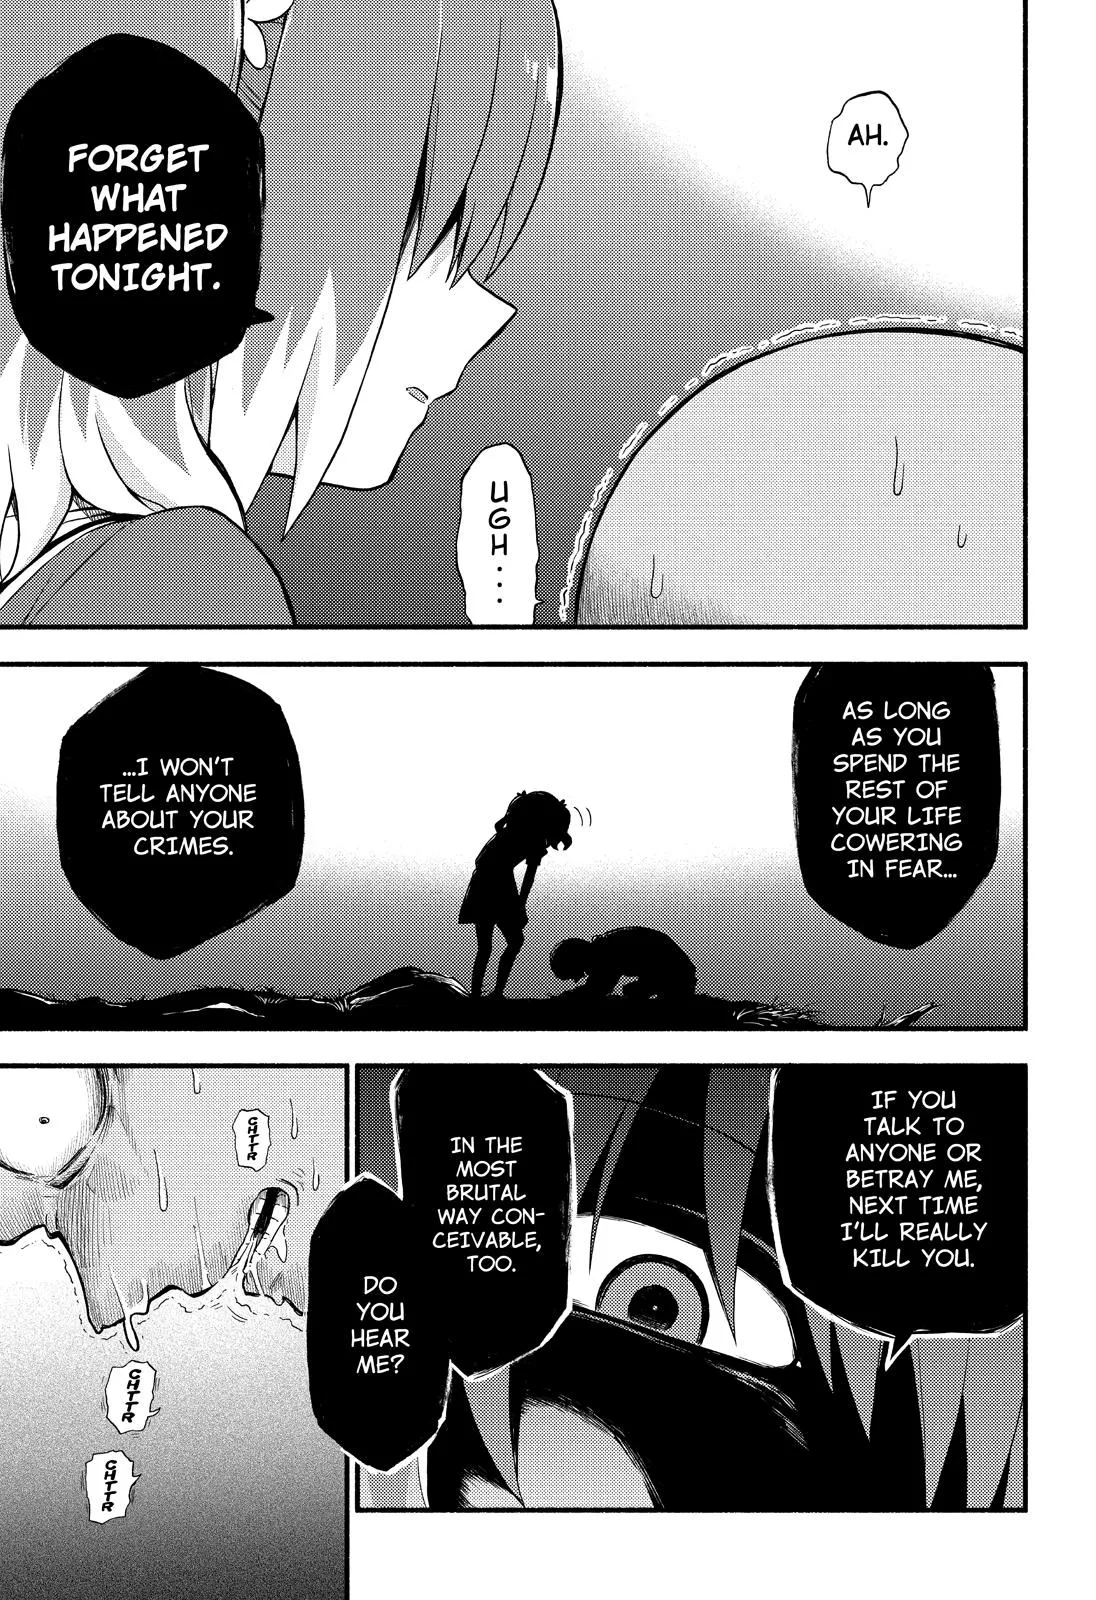 AH.
UGH...
FORGET
WHAT
HAPPENED
TONIGHT.
AS LONG
AS YOU
SPEND THE
REST OF
YOUR LIFE
COWERING
IN FEAR...
...I WON'T
TELL ANYONE
ABOUT YOUR
CRIMES.
IF YOU
TALK TO
ANYONE OR
BETRAY ME,
NEXT TIME
I'LL REALLY
KILL YOU.
IN THE
MOST
BRUTAL
WAY CON-
CEIVABLE,
TOO.
DO
YOU
HEAR
ME?
CHTTR
CHTTR
CHTTR